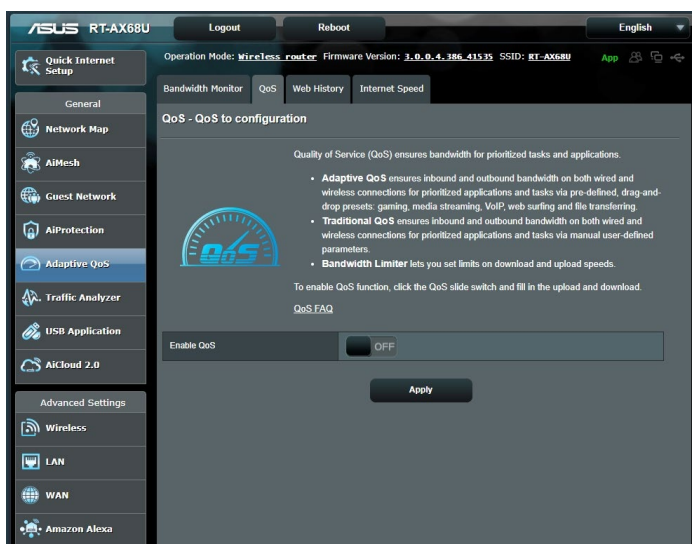 ASUS RT-AX68U
Logout
Reboot
English
Quick Internet
Setup
Operation Mode: Wireless router Firmware Version: 3.0.0.4.386_41535 SSID: RT-AX68U
App
General
Network Map
AiMesh
Guest Network
AiProtection
Adaptive QoS
Traffic Analyzer
USB Application
AiCloud 2.0
Advanced Settings
Wireless
LAN
WAN
Amazon Alexa
Bandwidth Monitor
QoS
Web History
Internet Speed
QoS - QoS to configuration
QoS
Quality of Service (QoS) ensures bandwidth for prioritized tasks and applications.
• Adaptive QoS ensures inbound and outbound bandwidth on both wired and
wireless connections for prioritized applications and tasks via pre-defined, drag-and-
drop presets: gaming, media streaming, VoIP, web surfing and file transferring.
• Traditional QoS ensures inbound and outbound bandwidth on both wired and
wireless connections for prioritized applications and tasks via manual user-defined
parameters.
• Bandwidth Limiter lets you set limits on download and upload speeds.
To enable QoS function, click the QoS slide switch and fill in the upload and download.
QoS FAQ
Enable QoS
OFF
Apply